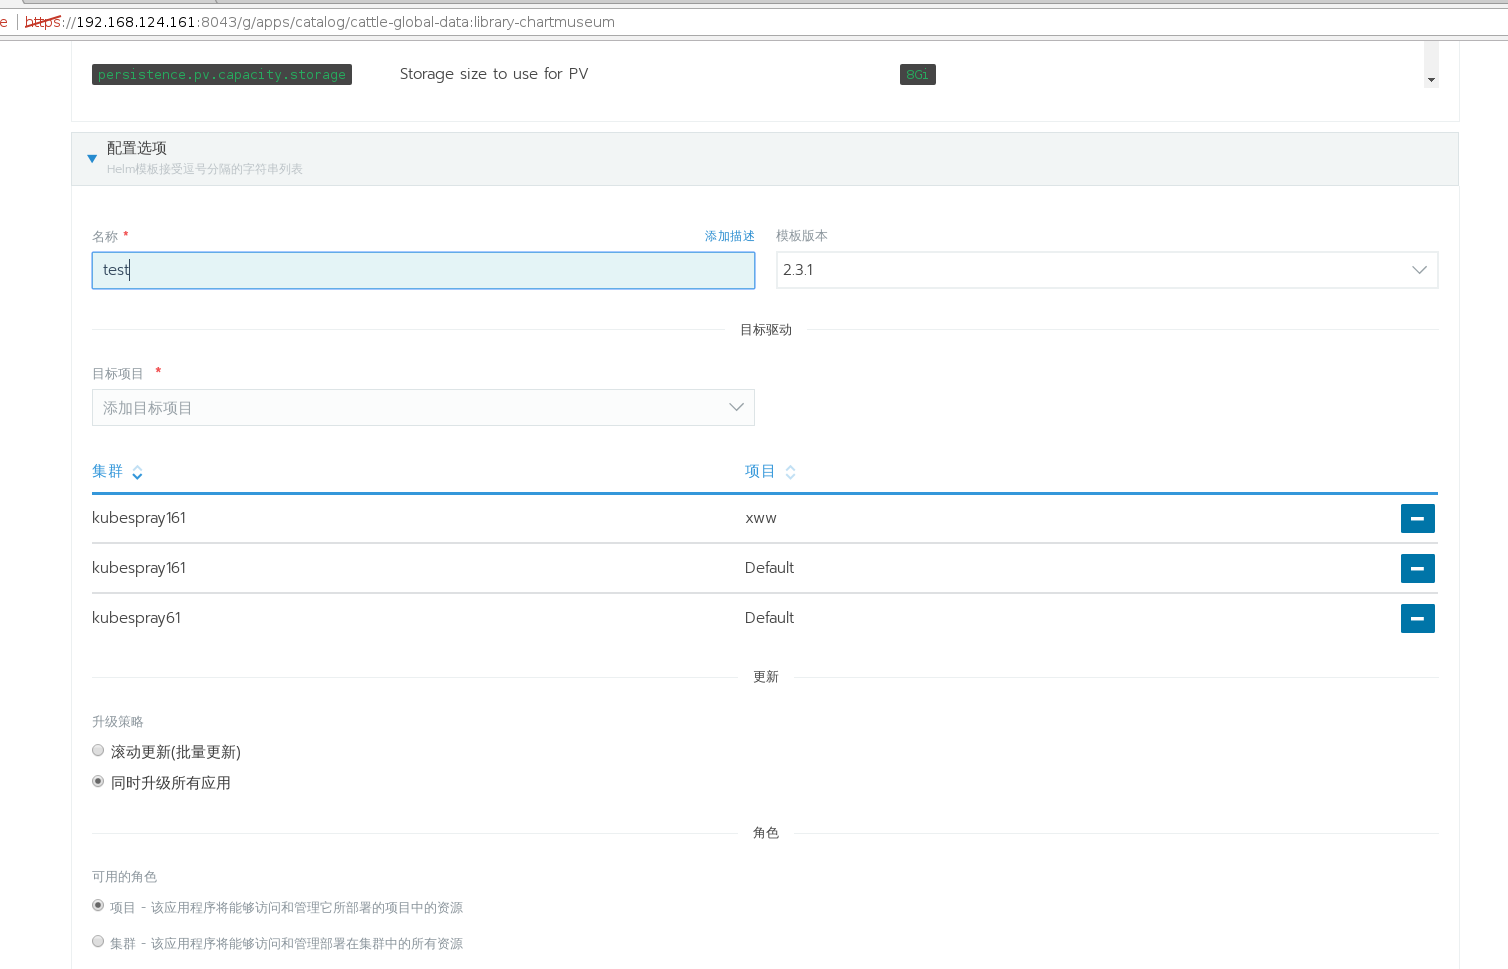 e https://192.168.124.161:8043/g/apps/catalog/cattle-global-data:library-chartmuseum
persistence.pv.capacity.storage Storage size to use for PV 8Gi
配置选项
Helm模板接受逗号分隔的字符串列表
名称 * 添加描述 模板版本
test 2.3.1
目标驱动
目标项目 *
添加目标项目
集群 项目
kubespray161 xww
kubespray161 Default
kubespray61 Default
更新
升级策略
滚动更新(批量更新)
同时升级所有应用
角色
可用的角色
项目 - 该应用程序将能够访问和管理它所部署的项目中的资源
集群 - 该应用程序将能够访问和管理部署在集群中的所有资源